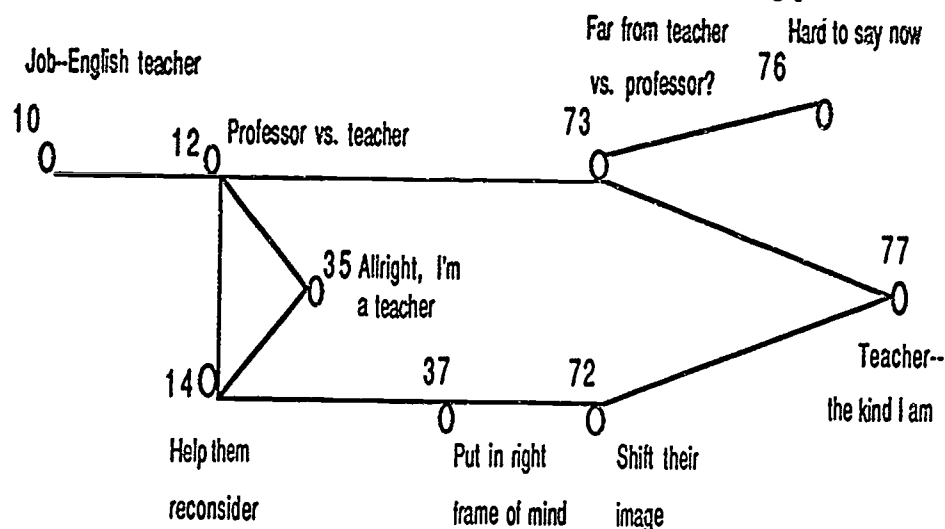 Far from teacher
vs. professor?
Hard to say now
Job--English teacher
76
10
12
Professor vs. teacher
73
77
35 Allright, I'm
a teacher
Teacher--
the kind I am
14
37
72
Help them
reconsider
Put in right
frame of mind
Shift their
image